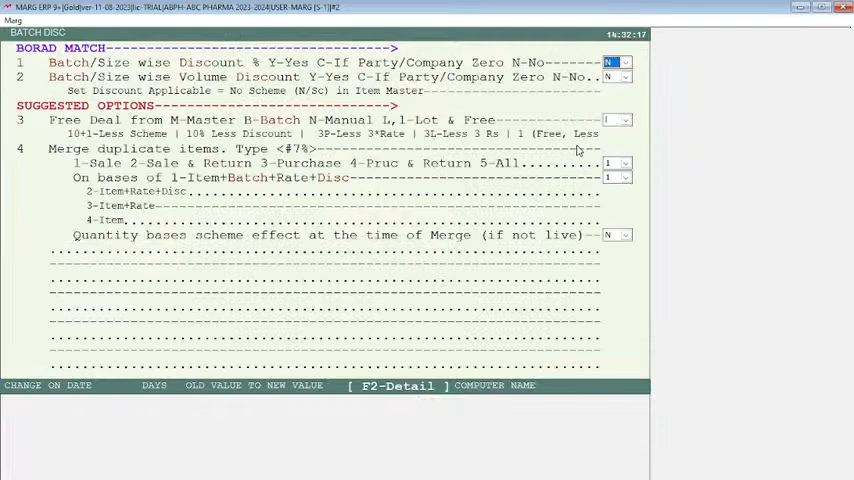 MARG ERP 9+|Gold|ver-11-08-2023|lic-TRIAL|ABPH-ABC PHARMA 2023-2024|USER-MARG [S-1]|#2
Marg
BATCH DISC 14:32:17
BORAD MATCH-------------------------------------->
1 Batch/Size wise Discount % Y-Yes C-If Party/Company Zero N-No------- N
2 Batch/Size wise Volume Discount Y-Yes C-If Party/Company Zero N-No.. N
Set Discount Applicable = No Scheme (N/Sc) in Item Master
SUGGESTED OPTIONS-------------------------------->
3 Free Deal from M-Master B-Batch N-Manual L,l-Lot & Free l
10+1-Less Scheme | 10% Less Discount | 3P-Less 3*Rate | 3L-Less 3 Rs | 1 (Free, Less
4 Merge duplicate items. Type <#7%>
1-Sale 2-Sale & Return 3-Purchase 4-Pruc & Return 5-All........... 1
On bases of 1-Item+Batch+Rate+Disc 1
2-Item+Rate+Disc
3-Item+Rate
4-Item
Quantity bases scheme effect at the time of Merge (if not live)-- N
CHANGE ON DATE DAYS OLD VALUE TO NEW VALUE [ F2-Detail ] COMPUTER NAME